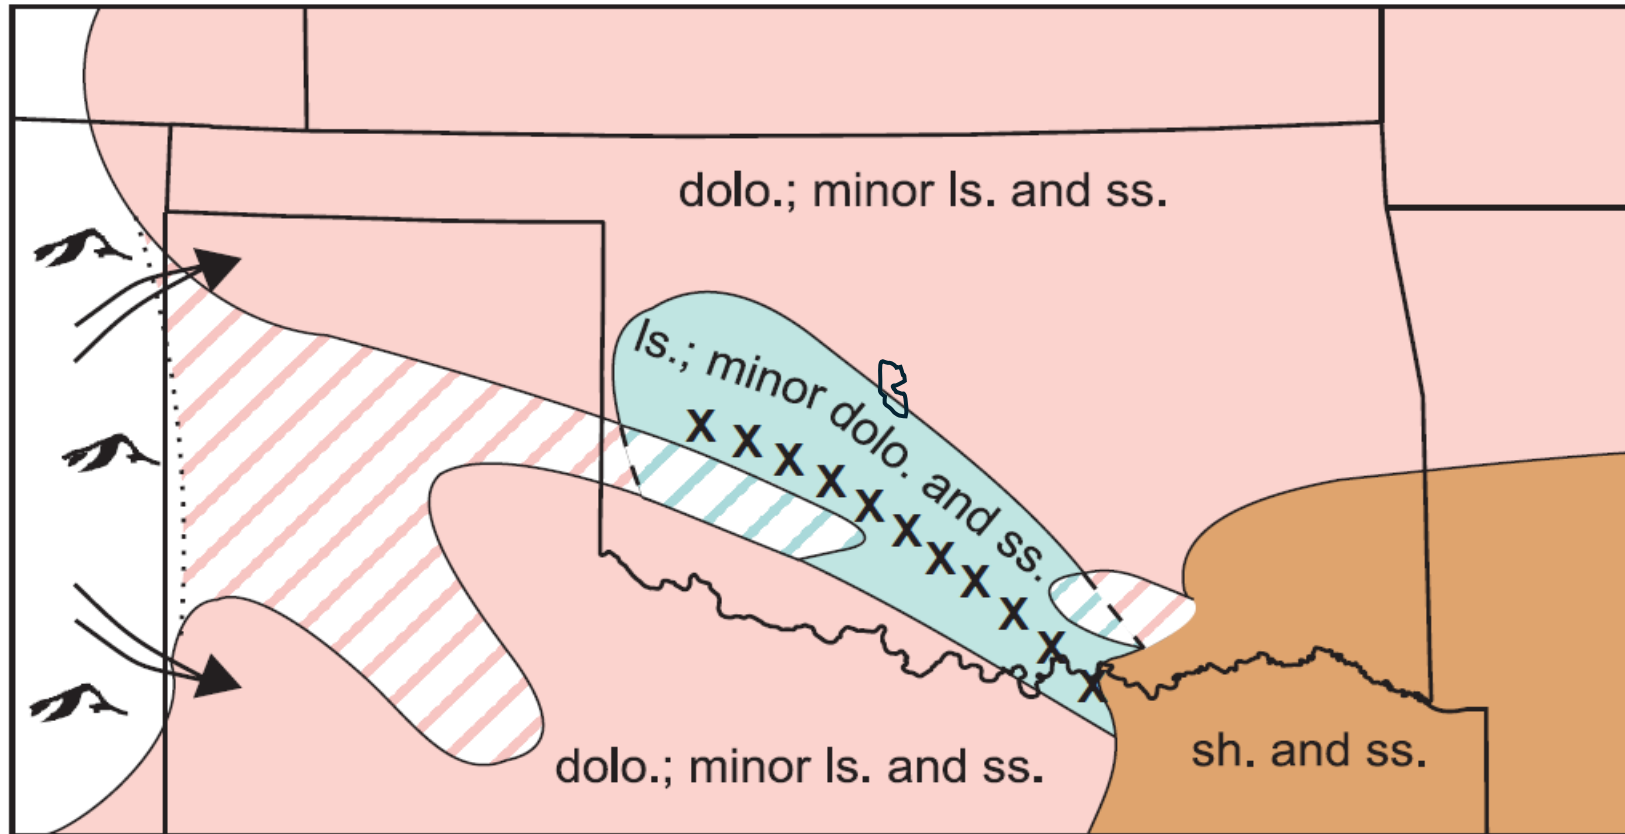 dolo.; minor ls. and ss.
ls.; minor dolo. and ss.
X X X X X X X X X X X
dolo.; minor ls. and ss.
sh. and ss.